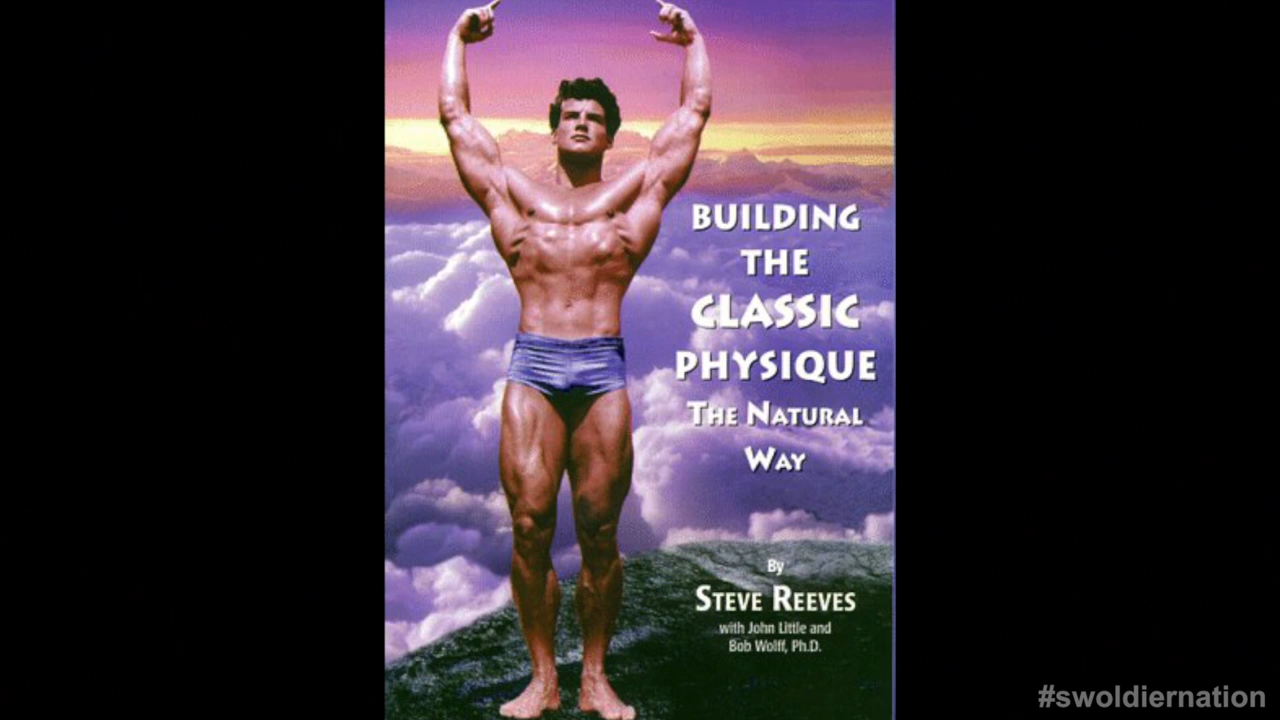 BUILDING
THE
CLASSIC
PHYSIQUE
THE NATURAL
WAY
By
STEVE REEVES
with John Little and
Bob Wolff, Ph.D.
#swoldiernation